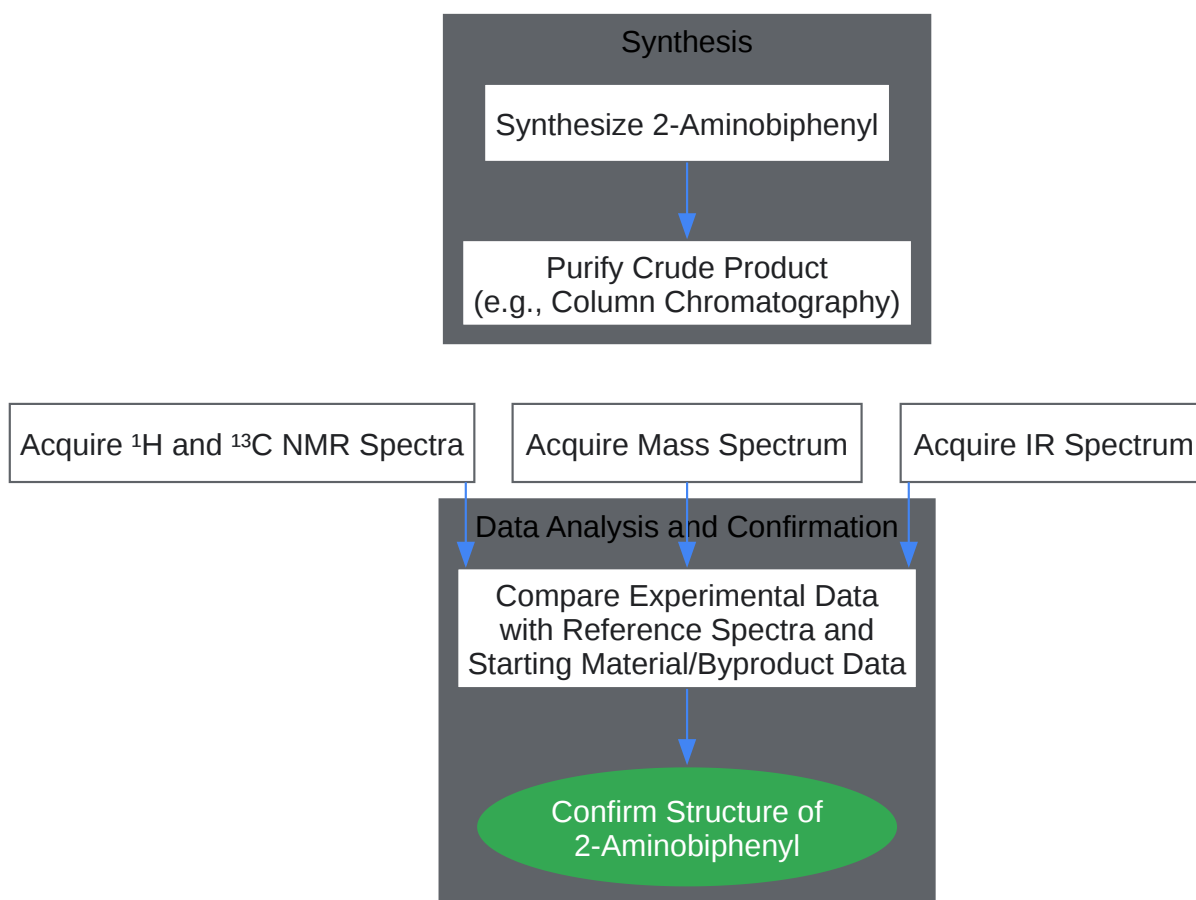 Synthesis
Synthesize 2-Aminobiphenyl
Purify Crude Product
(e.g., Column Chromatography)
Acquire ¹H and ¹³C NMR Spectra
Acquire Mass Spectrum
Acquire IR Spectrum
Data Analysis and Confirmation
Compare Experimental Data
with Reference Spectra and
Starting Material/Byproduct Data
Confirm Structure of
2-Aminobiphenyl